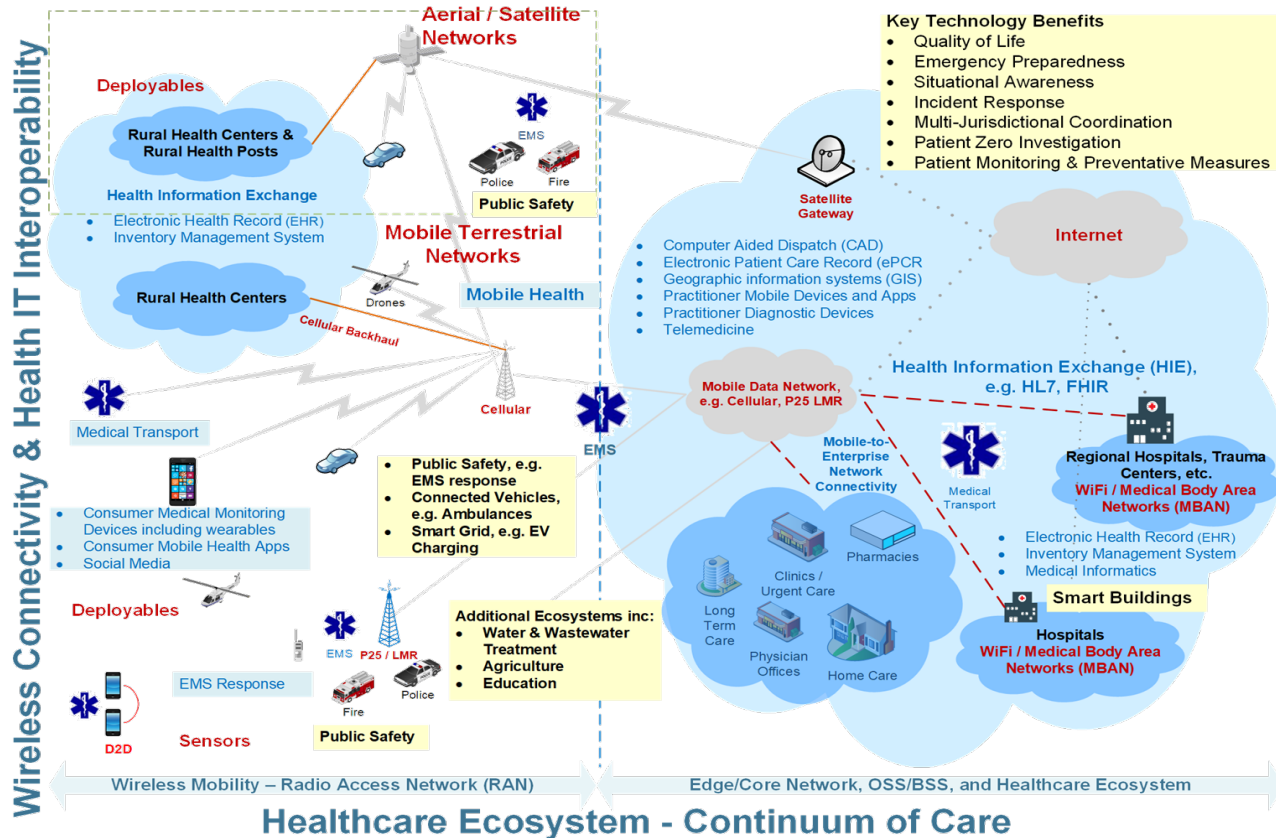 Wireless Connectivity & Health IT Interoperability
Aerial / Satellite
Networks
Deployables
Rural Health Centers &
Rural Health Posts
Health Information Exchange
• Electronic Health Record (EHR)
• Inventory Management System
EMS
Police
Fire
Public Safety
Mobile Terrestrial
Networks
Drones
Mobile Health
Rural Health Centers
Cellular Backhaul
Cellular
Medical Transport
EMS
• Consumer Medical Monitoring
Devices including wearables
• Consumer Mobile Health Apps
• Social Media
• Public Safety, e.g.
EMS response
• Connected Vehicles,
e.g. Ambulances
• Smart Grid, e.g. EV
Charging
Deployables
EMS
P25 / LMR
EMS Response
Fire
Police
Public Safety
D2D
Sensors
Additional Ecosystems inc:
• Water & Wastewater
Treatment
• Agriculture
• Education
Key Technology Benefits
• Quality of Life
• Emergency Preparedness
• Situational Awareness
• Incident Response
• Multi-Jurisdictional Coordination
• Patient Zero Investigation
• Patient Monitoring & Preventative Measures
Satellite
Gateway
Internet
• Computer Aided Dispatch (CAD)
• Electronic Patient Care Record (ePCR
• Geographic information systems (GIS)
• Practitioner Mobile Devices and Apps
• Practitioner Diagnostic Devices
• Telemedicine
Mobile Data Network,
e.g. Cellular, P25 LMR
Health Information Exchange (HIE),
e.g. HL7, FHIR
Mobile-to-
Enterprise
Network
Connectivity
Medical
Transport
Regional Hospitals, Trauma
Centers, etc.
WiFi / Medical Body Area
Networks (MBAN)
• Electronic Health Record (EHR)
• Inventory Management System
• Medical Informatics
Smart Buildings
Hospitals
WiFi / Medical Body Area
Networks (MBAN)
Pharmacies
Clinics /
Urgent Care
Long
Term
Care
Physician
Offices
Home Care
Wireless Mobility – Radio Access Network (RAN)
Edge/Core Network, OSS/BSS, and Healthcare Ecosystem
Healthcare Ecosystem - Continuum of Care